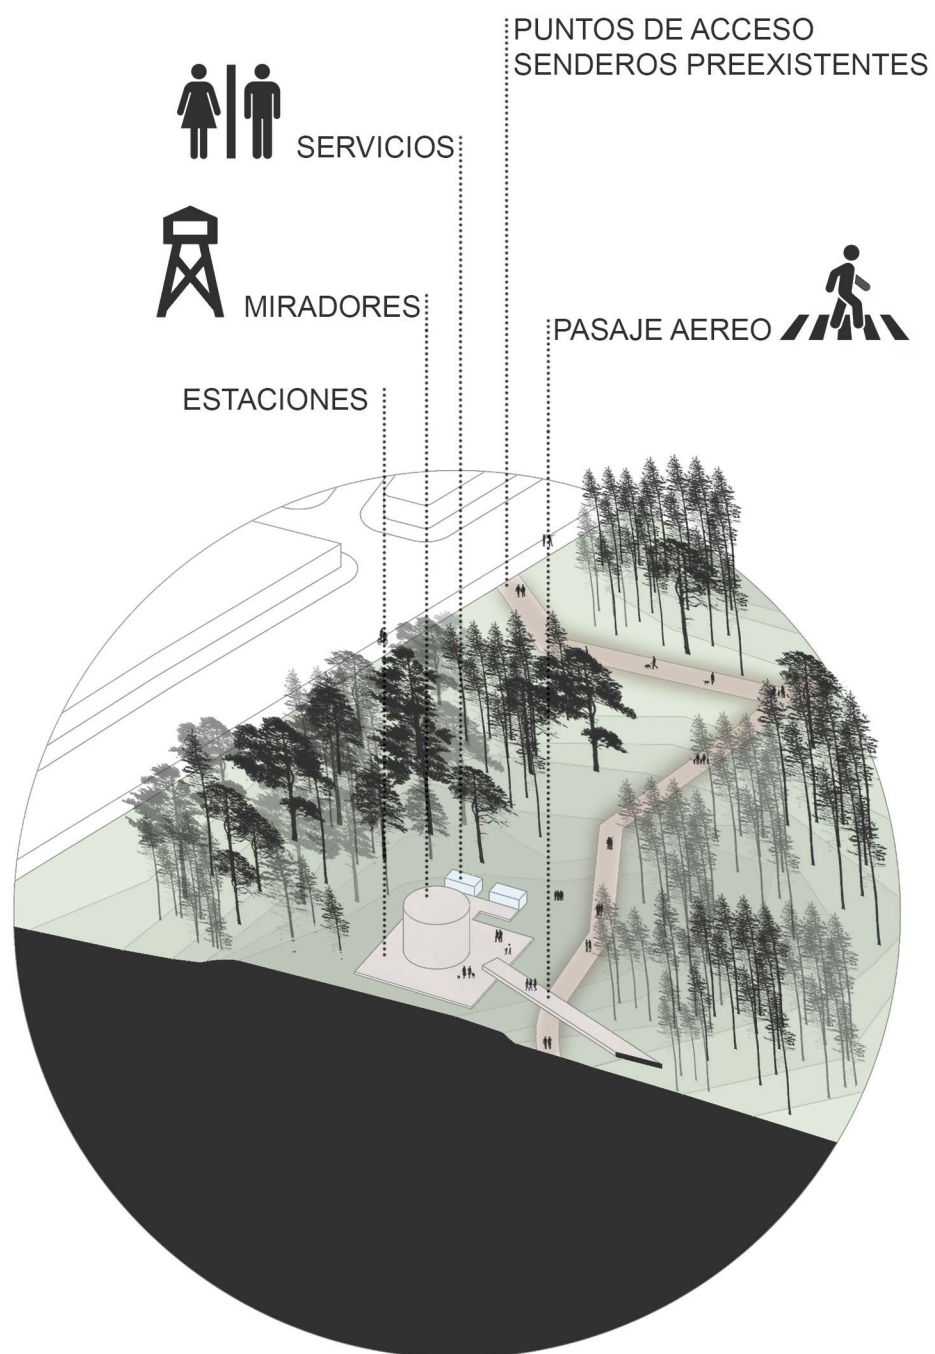 PUNTOS DE ACCESO
SENDEROS PREEXISTENTES
SERVICIOS
MIRADORES
PASAJE AEREO
ESTACIONES